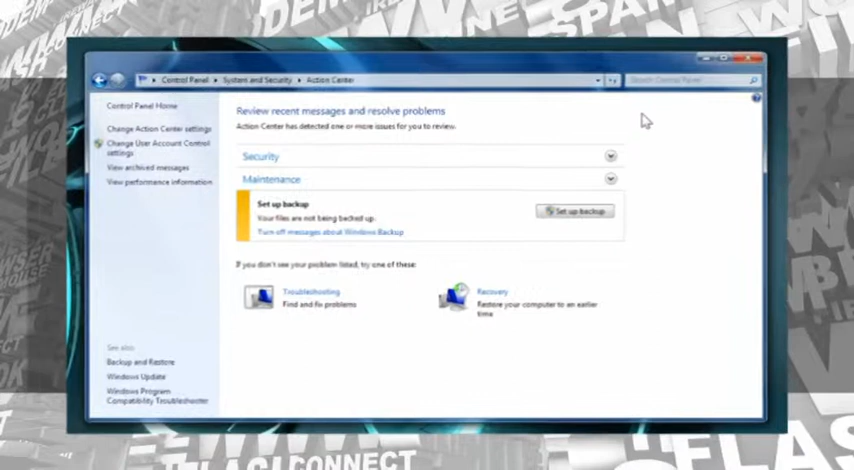 DEMO
SPAN
CONNECT
Control Panel
System and Security
Action Center
Search Control Panel
Control Panel Home
Review recent messages and resolve problems
Action Center has detected one or more issues for you to review.
Change Action Center settings
Change User Account Control
settings
View archived messages
View performance information
Security
Maintenance
Set up backup
Your files are not being backed up.
Set up backup
Turn off messages about Windows Backup
If you don't see your problem listed, try one of these:
Troubleshooting
Find and fix problems
Recovery
Restore your computer to an earlier
time
See also
Backup and Restore
Windows Update
Windows Program
Compatibility Troubleshooter
CONNECT
FLAS